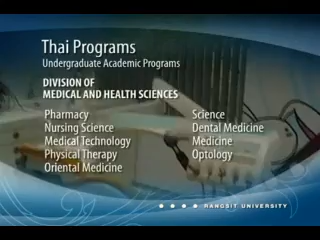 Thai Programs
Undergraduate Academic Programs
DIVISION OF
MEDICAL AND HEALTH SCIENCES
Pharmacy
Nursing Science
Medical Technology
Physical Therapy
Oriental Medicine
Science
Dental Medicine
Medicine
Optology
RANGSIT UNIVERSITY